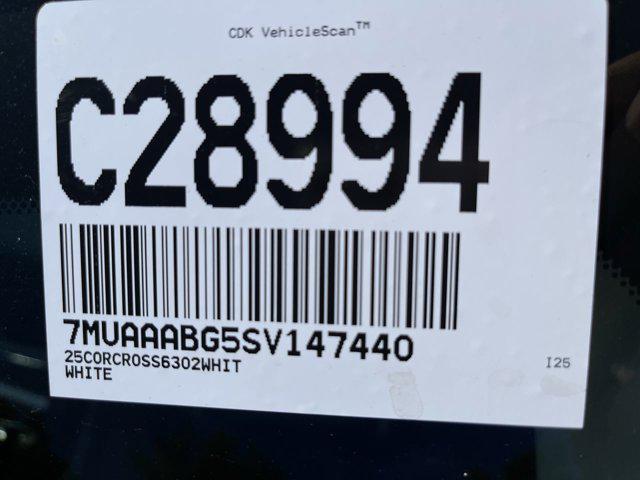 CDK VehicleScan™
C28994
7MUAAABG5SV147440
25CORCROSS6302WHIT
WHITE
I25